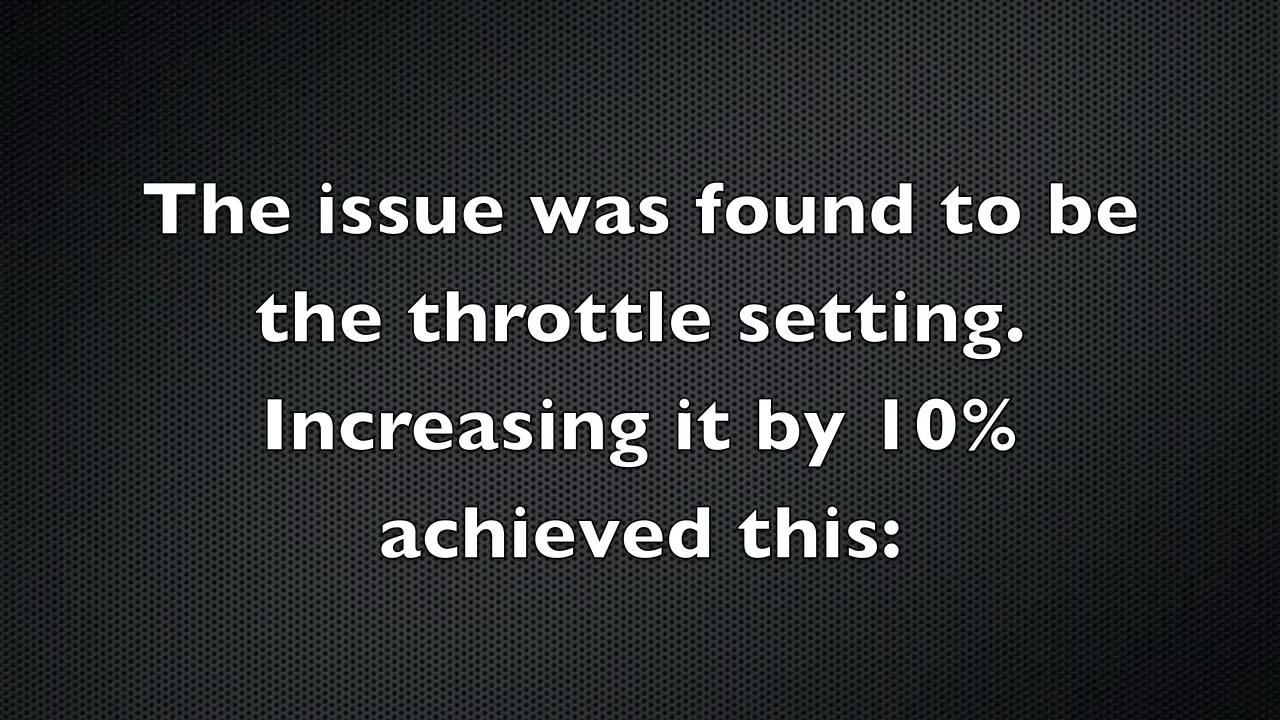 The issue was found to be
the throttle setting.
Increasing it by 10%
achieved this: